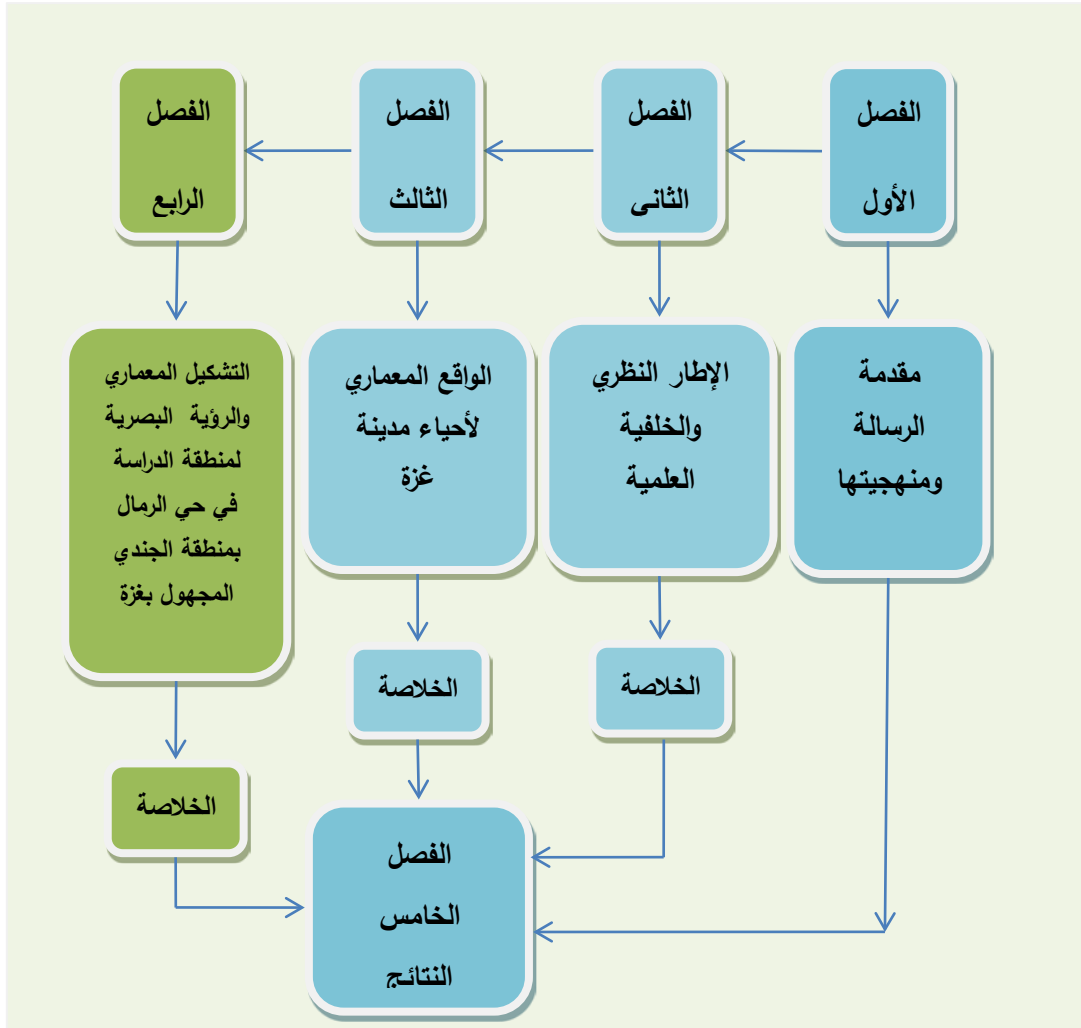 الفصل
الأول
الفصل
الثانى
الفصل
الثالث
الفصل
الرابع
مقدمة
الرسالة
ومنهجيتها
الإطار النظري
والخلفية
العلمية
الواقع المعماري
لأحياء مدينة
غزة
التشكيل المعماري
والرؤية البصرية
لمنطقة الدراسة
في حي الرمال
بمنطقة الجندي
المجهول بغزة
الخلاصة
الخلاصة
الخلاصة
الفصل
الخامس
النتائج